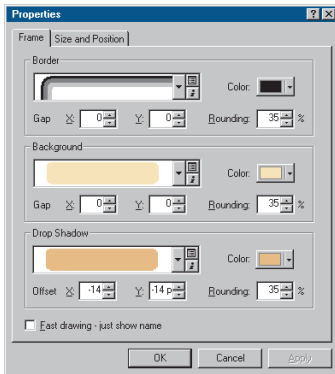 Properties
Frame Size and Position
Border
Color:
Gap X: 0 Y: 0 Rounding: 35 %
Background
Color:
Gap X: 0 Y: 0 Rounding: 35 %
Drop Shadow
Color:
Offset X: -14 Y: -14 p Rounding: 35 %
Fast drawing - just show name
OK Cancel Apply